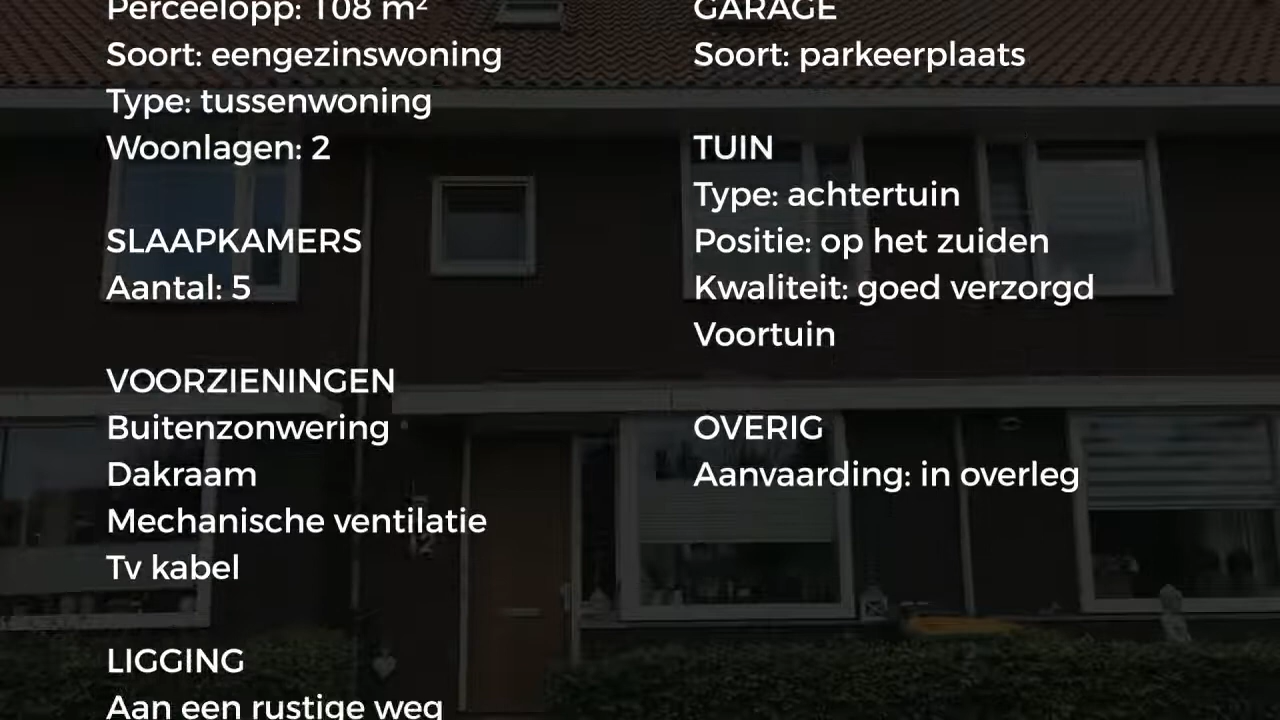 Perceelopp: 108 m²
Soort: eengezinswoning
Type: tussenwoning
Woonlagen: 2
SLAAPKAMERS
Aantal: 5
VOORZIENINGEN
Buitenzonwering
Dakraam
Mechanische ventilatie
Tv kabel
LIGGING
Aan een rustige weg
GARAGE
Soort: parkeerplaats
TUIN
Type: achtertuin
Positie: op het zuiden
Kwaliteit: goed verzorgd
Voortuin
OVERIG
Aanvaarding: in overleg